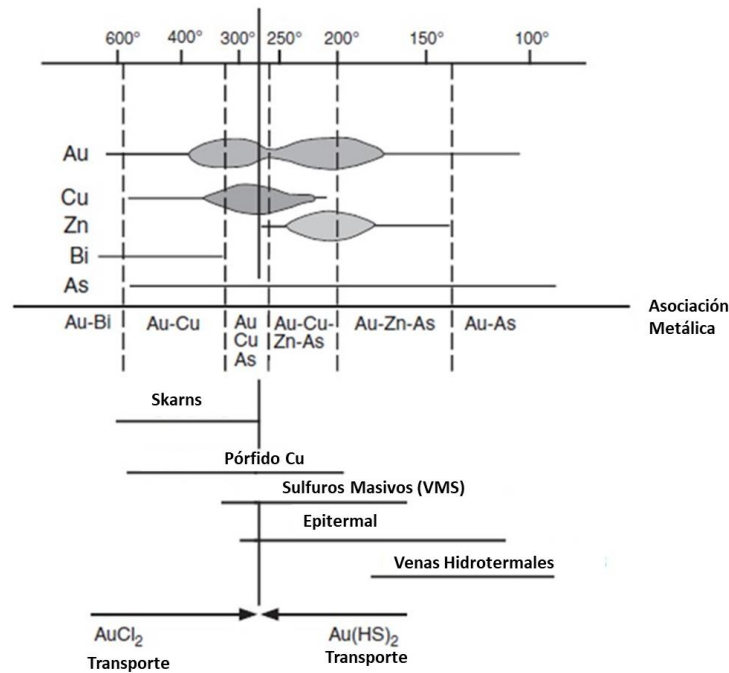 600° 400° 300° 250° 200° 150° 100°
Au
Cu
Zn
Bi
As
Asociación
Metálica
Au-Bi Au-Cu Au Au-Cu- Au-Zn-As Au-As
Cu Zn-As
As
Skarns
Pórfido Cu
Sulfuros Masivos (VMS)
Epitermal
Venas Hidrotermales
AuCl2 Au(HS)2
Transporte Transporte